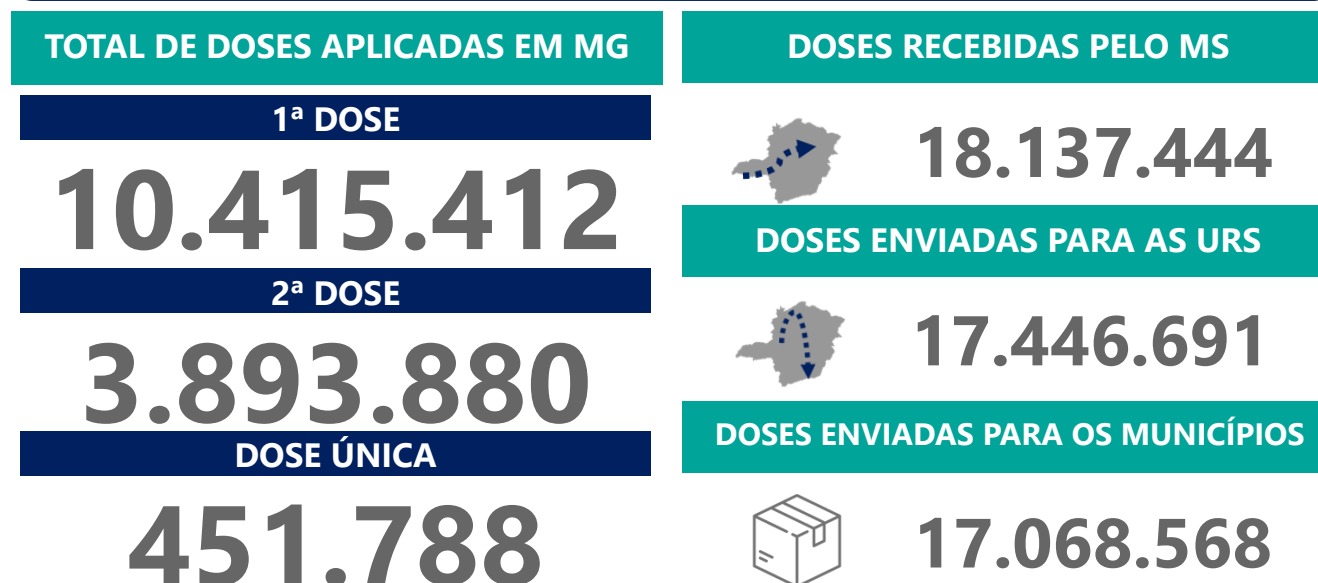 TOTAL DE DOSES APLICADAS EM MG
1ª DOSE
10.415.412
2ª DOSE
3.893.880
DOSE ÚNICA
451.788
DOSES RECEBIDAS PELO MS
18.137.444
DOSES ENVIADAS PARA AS URS
17.446.691
DOSES ENVIADAS PARA OS MUNICÍPIOS
17.068.568